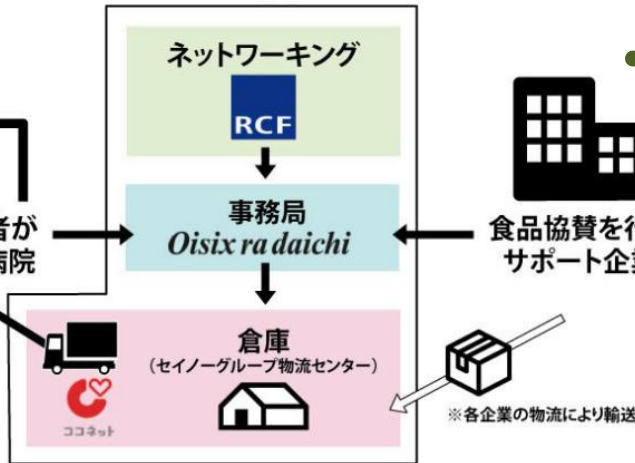 ネットワーキング
RCF
者が
病院
事務局
Oisix ra daichi
食品協賛を
サポート企
倉庫
(セイノーグループ物流センター)
ココネット
※各企業の物流により輸送